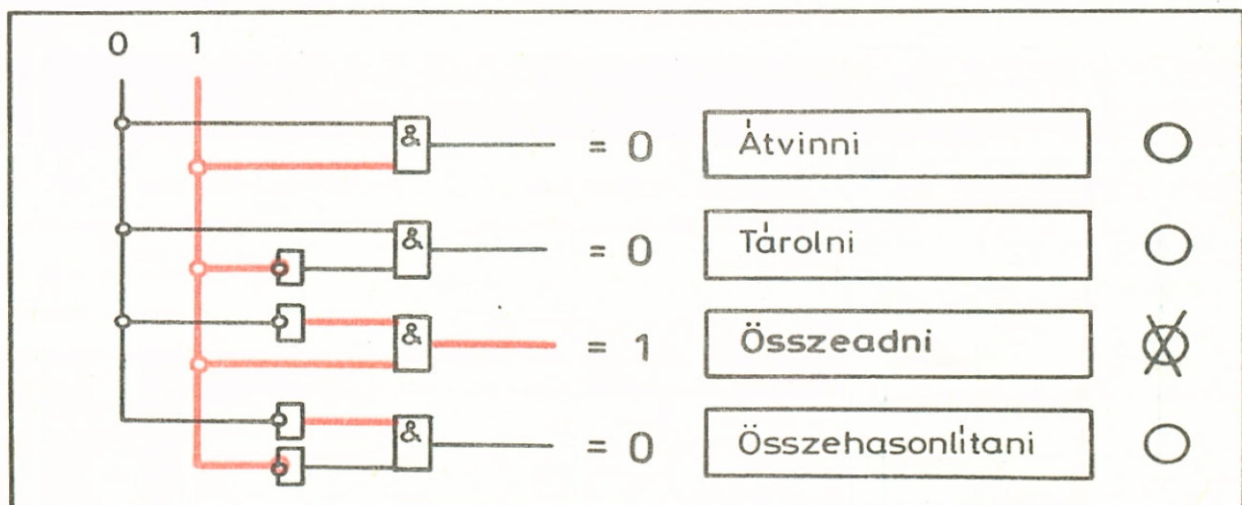 0 1
& = 0 Átvinni
& = 0 Tárolni
& = 1 Összeadni
& = 0 Összehasonlítani